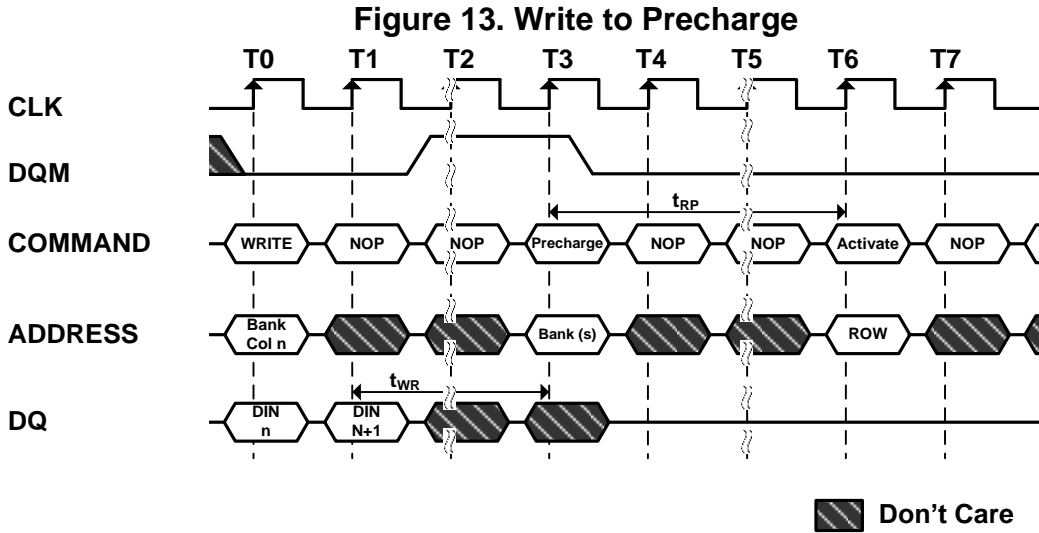 Figure 13. Write to Precharge
T0 T1 T2 T3 T4 T5 T6 T7
CLK
DQM
tRP
COMMAND WRITE NOP NOP Precharge NOP NOP Activate NOP
ADDRESS Bank Col n Bank (s) ROW
tWR
DQ DIN n DIN N+1
Don't Care